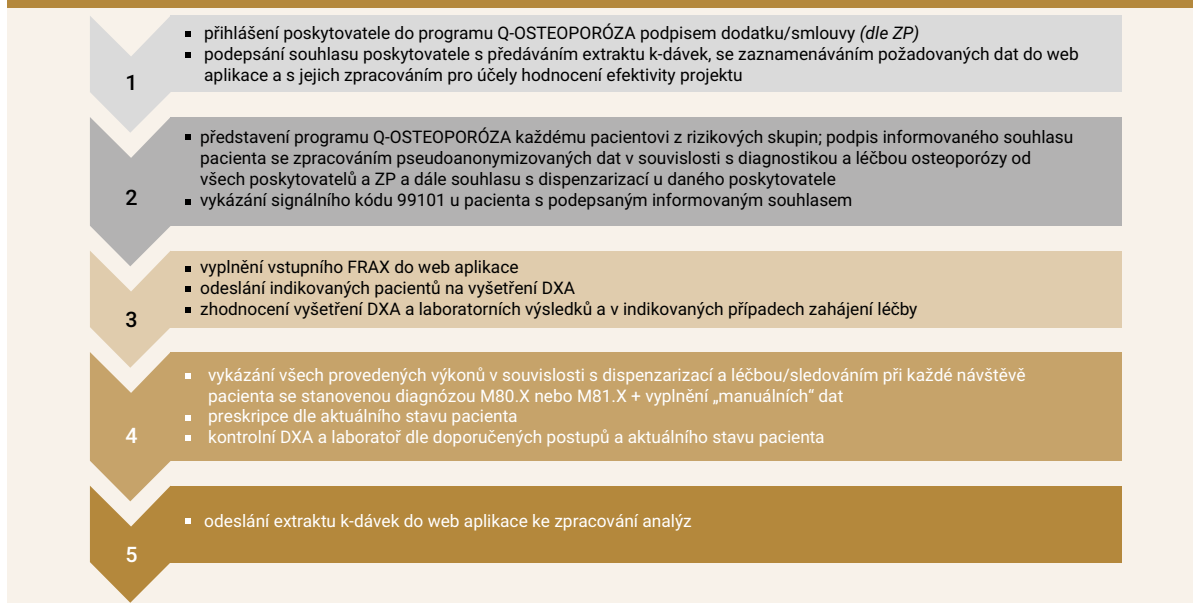 1
▪ přihlášení poskytovatele do programu Q-OSTEOPORÓZA podpisem dodatku/smlouvy (dle ZP)
▪ podepsání souhlasu poskytovatele s předáváním extraktu k-dávek, se zaznamenáváním požadovaných dat do web
aplikace a s jejich zpracováním pro účely hodnocení efektivity projektu
2
▪ představení programu Q-OSTEOPORÓZA každému pacientovi z rizikových skupin; podpis informovaného souhlasu
pacienta se zpracováním pseudoanonymizovaných dat v souvislosti s diagnostikou a léčbou osteoporózy od
všech poskytovatelů a ZP a dále souhlasu s dispenzarizací u daného poskytovatele
▪ vykázání signálního kódu 99101 u pacienta s podepsaným informovaným souhlasem
3
▪ vyplnění vstupního FRAX do web aplikace
▪ odeslání indikovaných pacientů na vyšetření DXA
▪ zhodnocení vyšetření DXA a laboratorních výsledků a v indikovaných případech zahájení léčby
4
▪ vykázání všech provedených výkonů v souvislosti s dispenzarizací a léčbou/sledováním při každé návštěvě
pacienta se stanovenou diagnózou M80.X nebo M81.X + vyplnění „manuálních“ dat
▪ preskripce dle aktuálního stavu pacienta
▪ kontrolní DXA a laboratoř dle doporučených postupů a aktuálního stavu pacienta
5
▪ odeslání extraktu k-dávek do web aplikace ke zpracování analýz